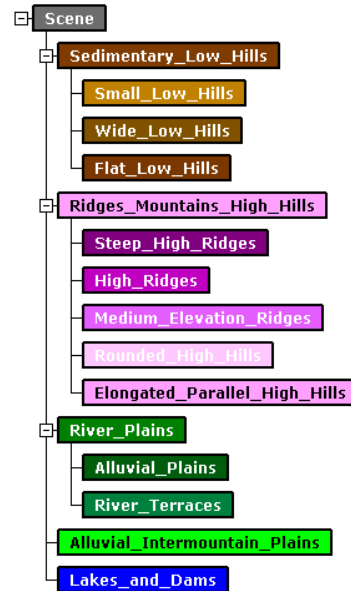 Scene
Sedimentary_Low_Hills
Small_Low_Hills
Wide_Low_Hills
Flat_Low_Hills
Ridges_Mountains_High_Hills
Steep_High_Ridges
High_Ridges
Medium_Elevation_Ridges
Rounded_High_Hills
Elongated_Parallel_High_Hills
River_Plains
Alluvial_Plains
River_Terraces
Alluvial_Intermountain_Plains
Lakes_and_Dams